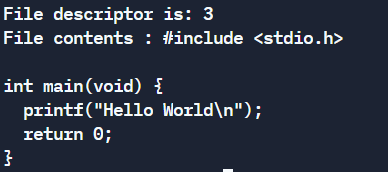 File descriptor is: 3
File contents : #include <stdio.h>

int main(void) {
  printf("Hello World\n");
  return 0;
}